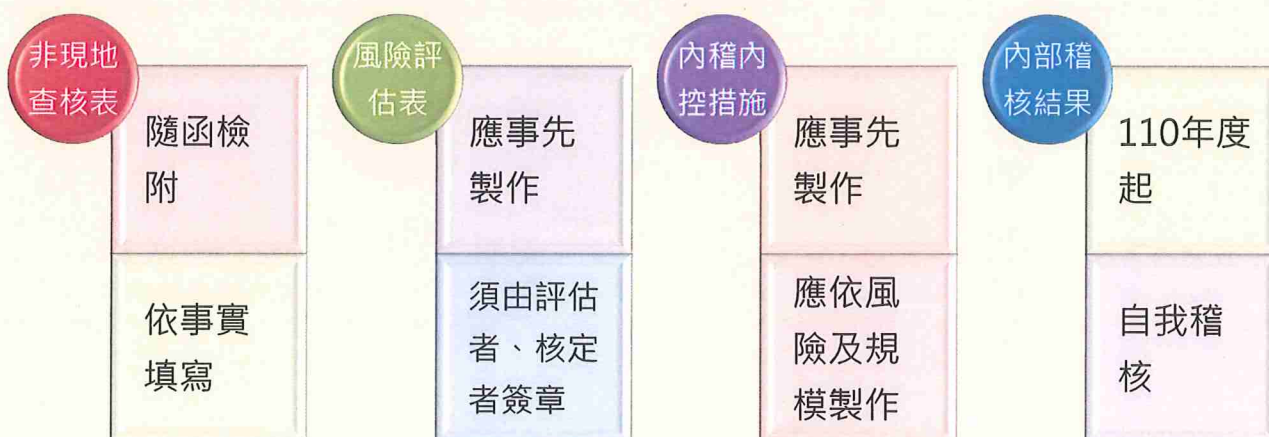 非現地
查核表
隨函檢
附
依事實
填寫
風險評
估表
應事先
製作
須由評估
者、核定
者簽章
內稽內
控措施
應事先
製作
應依風
險及規
模製作
內部稽
核結果
110年度
起
自我稽
核